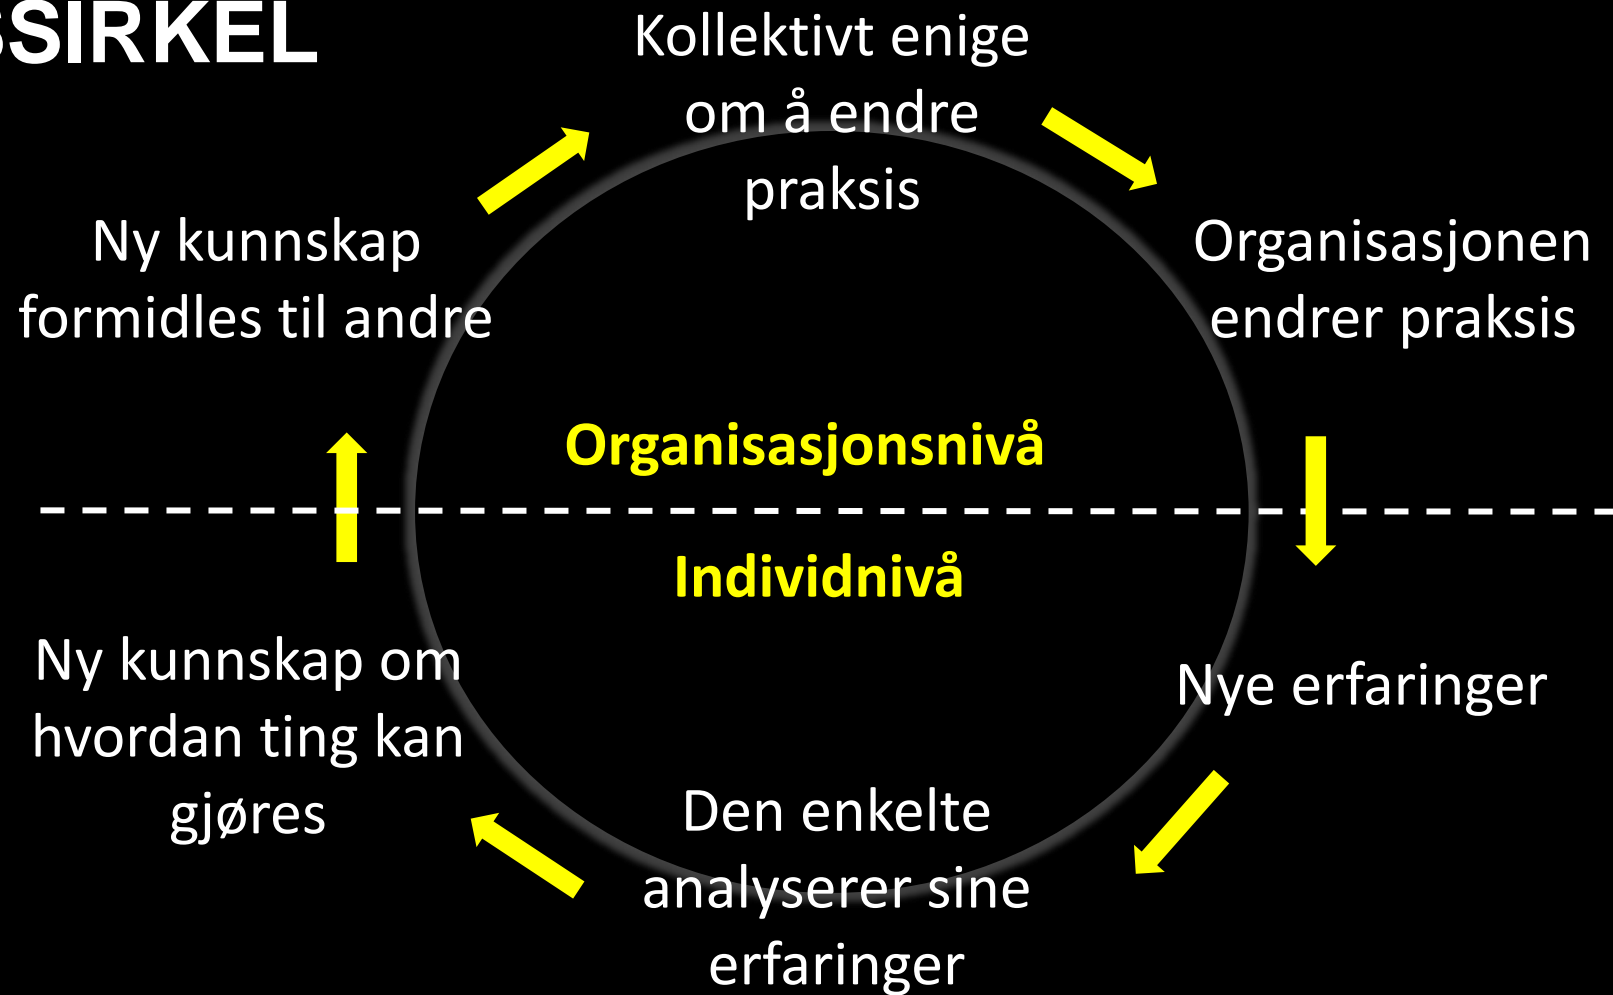 SSIRKEL
Kollektivt enige
om å endre
praksis
Ny kunnskap
formidles til andre
Organisasjonen
endrer praksis
Organisasjonsnivå
Individnivå
Ny kunnskap om
hvordan ting kan
gjøres
Nye erfaringer
Den enkelte
analyserer sine
erfaringer